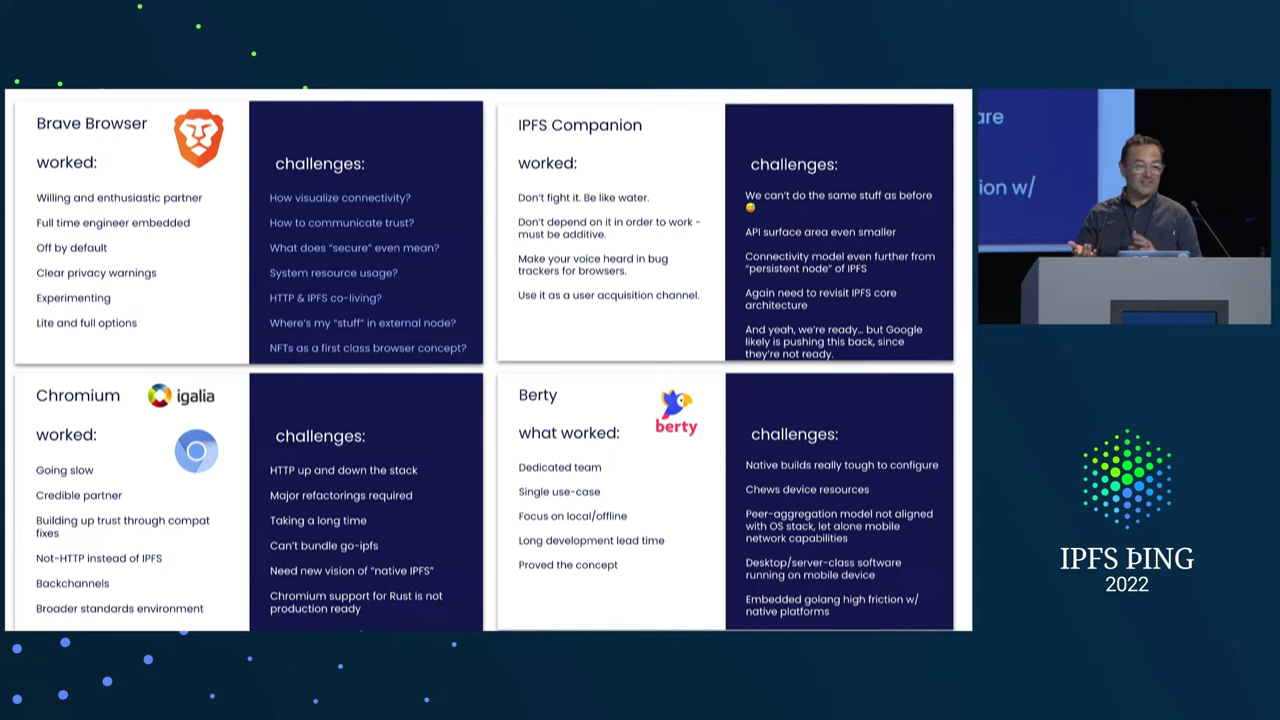 Brave Browser
worked:
Willing and enthusiastic partner
Full time engineer embedded
Off by default
Clear privacy warnings
Experimenting
Lite and full options
challenges:
How visualize connectivity?
How to communicate trust?
What does “secure” even mean?
System resource usage?
HTTP & IPFS co-living?
Where’s my “stuff” in external node?
NFTs as a first class browser concept?
IPFS Companion
worked:
Don’t fight it. Be like water.
Don’t depend on it in order to work -
must be additive.
Make your voice heard in bug
trackers for browsers.
Use it as a user acquisition channel.
challenges:
We can’t do the same stuff as before
😅
API surface area even smaller
Connectivity model even further from
“persistent node” of IPFS
Again need to revisit IPFS core
architecture
And yeah, we’re ready… but Google
likely is pushing this back, since
they’re not ready.
Chromium
igalia
worked:
Going slow
Credible partner
Building up trust through compat
fixes
Not-HTTP instead of IPFS
Backchannels
Broader standards environment
challenges:
HTTP up and down the stack
Major refactorings required
Taking a long time
Can’t bundle go-ipfs
Need new vision of “native IPFS”
Chromium support for Rust is not
production ready
Berty
berty
what worked:
Dedicated team
Single use-case
Focus on local/offline
Long development lead time
Proved the concept
challenges:
Native builds really tough to configure
Chews device resources
Peer-aggregation model not aligned
with OS stack, let alone mobile
network capabilities
Desktop/server-class software
running on mobile device
Embedded golang high friction w/
native platforms
are
ion w/
IPFS ÞING
2022